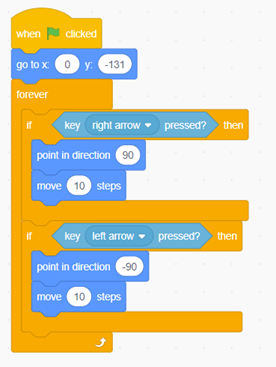 when clicked
go to x: 0 y: -131
forever
if key right arrow pressed? then
point in direction 90
move 10 steps
if key left arrow pressed? then
point in direction -90
move 10 steps